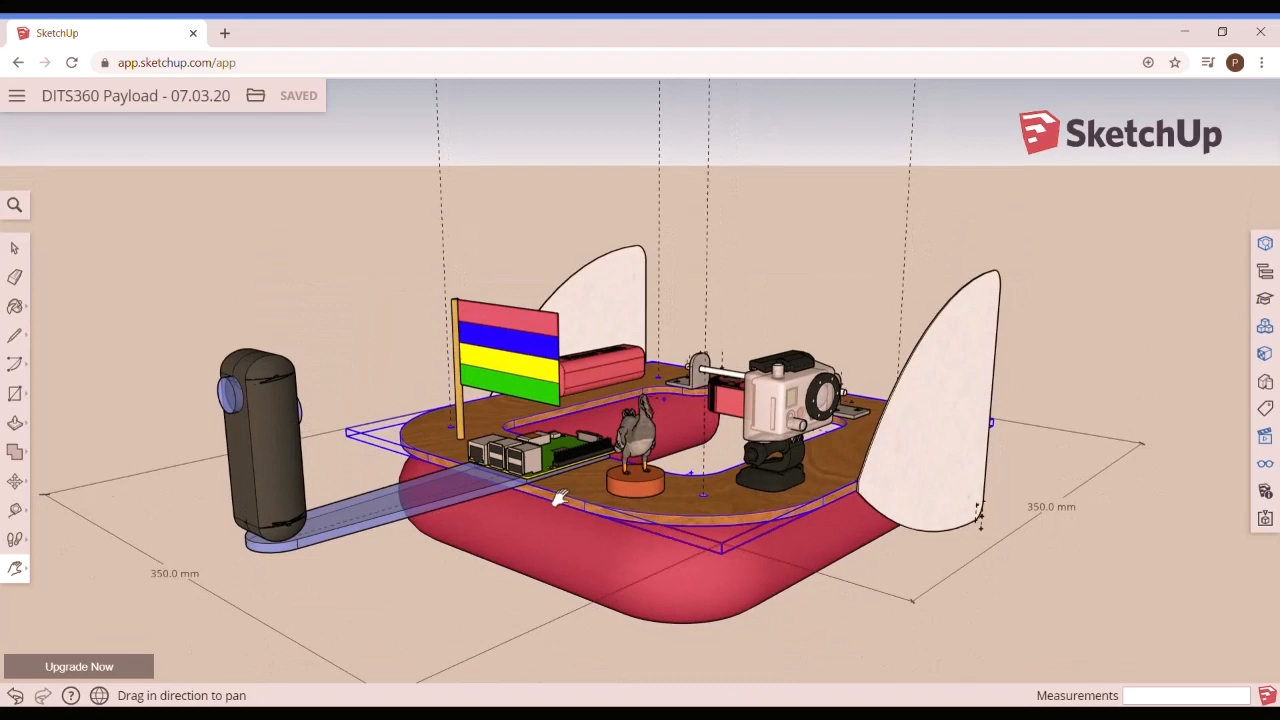 SketchUp
app.sketchup.com/app
P
DITS360 Payload - 07.03.20
SAVED
SketchUp
350.0 mm
350.0 mm
Upgrade Now
Drag in direction to pan
Measurements